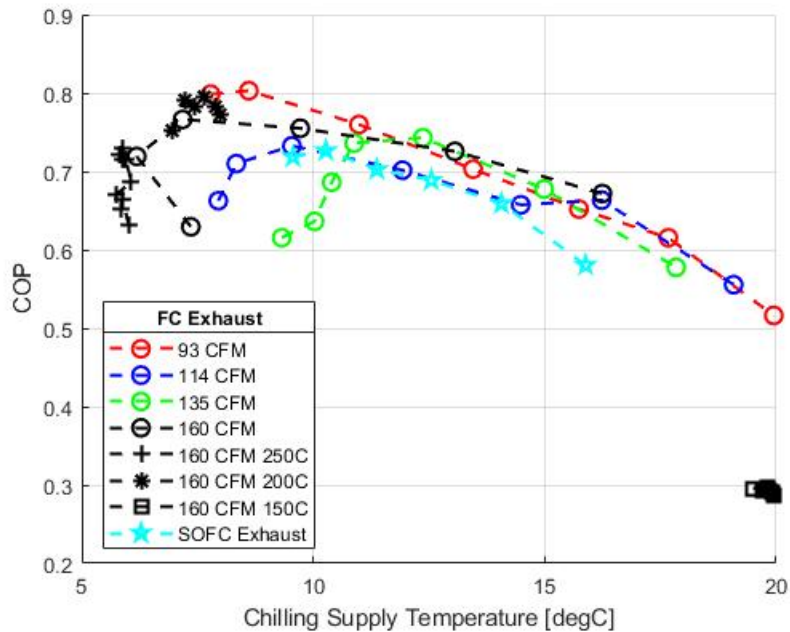 0.9
0.8
0.7
0.6
0.5
0.4
0.3
0.2
COP
FC Exhaust
93 CFM
114 CFM
135 CFM
160 CFM
160 CFM 250C
160 CFM 200C
160 CFM 150C
SOFC Exhaust
5 10 15 20
Chilling Supply Temperature [degC]